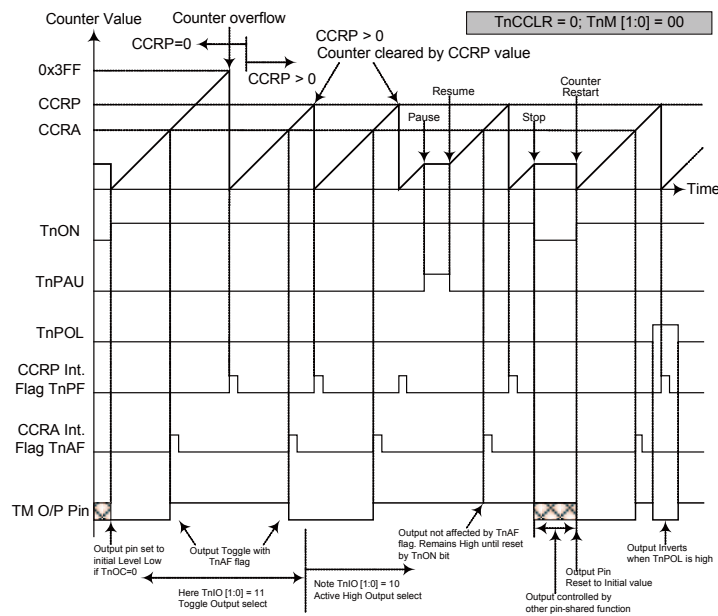 Counter Value
Counter overflow
TnCCLR = 0; TnM [1:0] = 00
CCRP=0
CCRP > 0
CCRP > 0
Counter cleared by CCRP value
0x3FF
CCRP
CCRA
Pause
Resume
Stop
Counter
Restart
Time
TnON
TnPAU
TnPOL
CCRP Int.
Flag TnPF
CCRA Int.
Flag TnAF
TM O/P Pin
Output pin set to
initial Level Low
if TnOC=0
Output Toggle with
TnAF flag
Here TnIO [1:0] = 11
Toggle Output select
Note TnIO [1:0] = 10
Active High Output select
Output not affected by TnAF
flag. Remains High until reset
by TnON bit
Output controlled by
other pin-shared function
Output Pin
Reset to Initial value
Output Inverts
when TnPOL is high